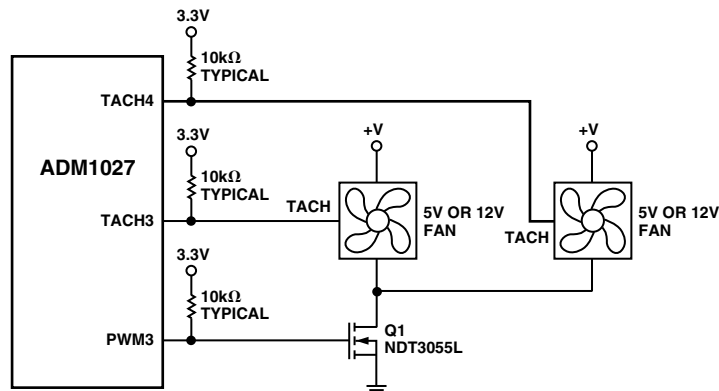 3.3V
10kΩ
TYPICAL
TACH4
3.3V
+V
+V
ADM1027
10kΩ
TYPICAL
TACH3
TACH
5V OR 12V
FAN
TACH
5V OR 12V
FAN
3.3V
10kΩ
TYPICAL
PWM3
Q1
NDT3055L